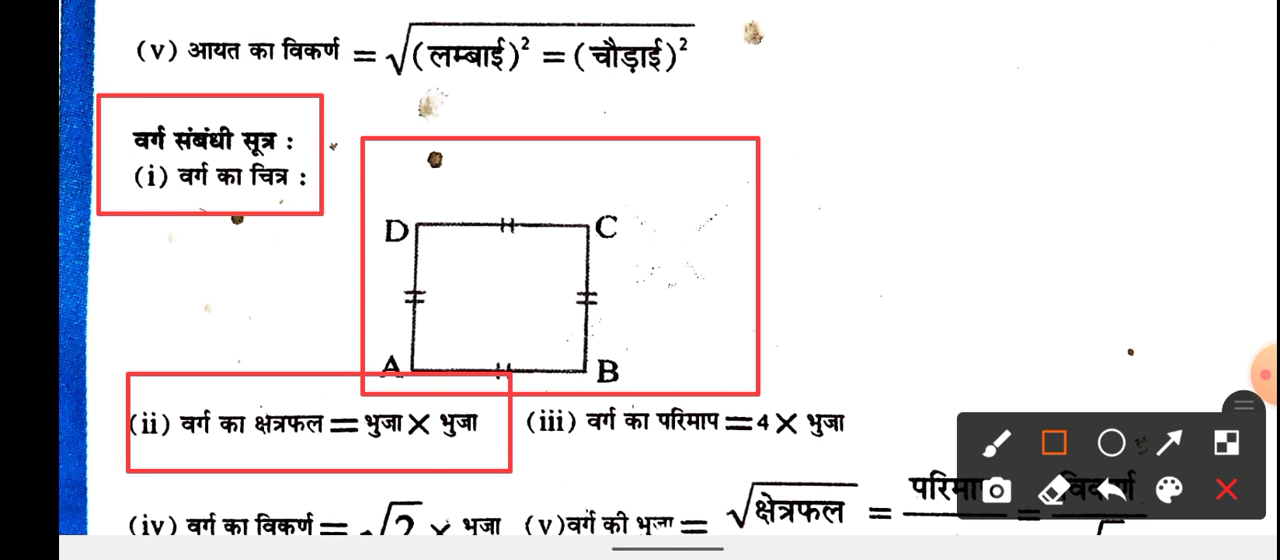 (v) आयत का विकर्ण = √(लम्बाई)² = (चौड़ाई)²
वर्ग संबंधी सूत्र :
(i) वर्ग का चित्र :
D C
A B
(ii) वर्ग का क्षेत्रफल = भुजा × भुजा (iii) वर्ग का परिमाप = 4 × भुजा
(iv) वर्ग का विकर्ण = √2 × भुजा (v) वर्ग की भुजा = √क्षेत्रफल = =